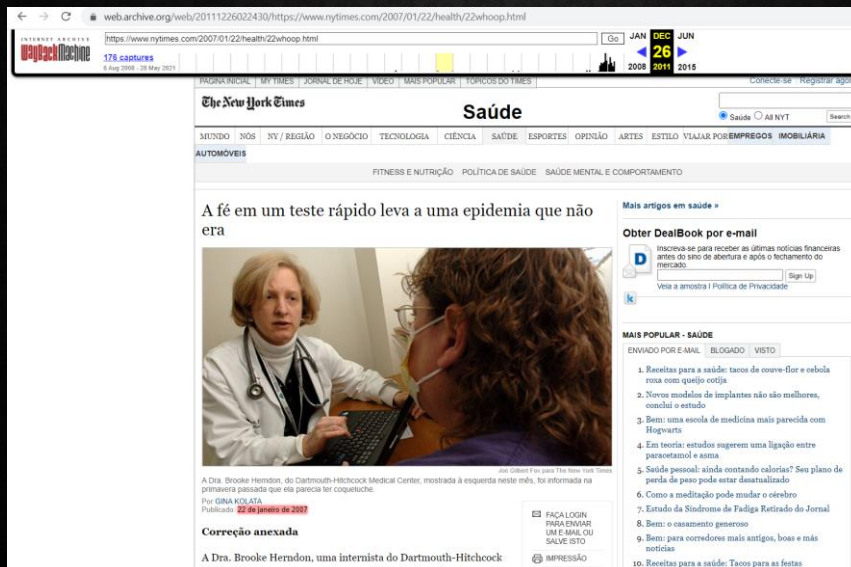 web.archive.org/web/20111226022430/https://www.nytimes.com/2007/01/22/health/22whoop.html
INTERNET ARCHIVE
WayBackMachine
https://www.nytimes.com/2007/01/22/health/22whoop.html
Go
JAN DEC JUN
176 captures
26
6 Aug 2008 - 28 May 2021
2008 2011 2015
PÁGINA INICIAL MY TIMES JORNAL DE HOJE VÍDEO MAIS POPULAR TÓPICOS DO TIMES
Conecte-se Registrar agora
The New York Times
Saúde
Saúde All NYT
Search
MUNDO NÓS NY / REGIÃO O NEGÓCIO TECNOLOGIA CIÊNCIA SAÚDE ESPORTES OPINIÃO ARTES ESTILO VIAJAR POR EMPREGOS IMOBILIÁRIA
AUTOMÓVEIS
FITNESS E NUTRIÇÃO POLÍTICA DE SAÚDE SAÚDE MENTAL E COMPORTAMENTO
A fé em um teste rápido leva a uma epidemia que não
era
Jon Gilbert Fox para The New York Times
A Dra. Brooke Herndon, do Dartmouth-Hitchcock Medical Center, mostrada à esquerda neste mês, foi informada na
primavera passada que ela parecia ter coqueluche.
Por GINA KOLATA
Publicado: 22 de janeiro de 2007
Correção anexada
A Dra. Brooke Herndon, uma internista do Dartmouth-Hitchcock
FAÇA LOGIN
PARA ENVIAR
UM E-MAIL OU
SALVE ISTO
IMPRESSÃO
Mais artigos em saúde »
Obter DealBook por e-mail
Inscreva-se para receber as últimas notícias financeiras
antes do sino de abertura e após o fechamento do
mercado.
Sign Up
Veja a amostra | Política de Privacidade
MAIS POPULAR - SAÚDE
ENVIADO POR E-MAIL BLOGADO VISTO
1. Receitas para a saúde: tacos de couve-flor e cebola
roxa com queijo cotija
2. Novos modelos de implantes não são melhores,
conclui o estudo
3. Bem: uma escola de medicina mais parecida com
Hogwarts
4. Em teoria: estudos sugerem uma ligação entre
paracetamol e asma
5. Saúde pessoal: ainda contando calorias? Seu plano de
perda de peso pode estar desatualizado
6. Como a meditação pode mudar o cérebro
7. Estudo da Síndrome de Fadiga Retirado do Jornal
8. Bem: o casamento generoso
9. Bem: para corredores mais antigos, boas e más
notícias
10. Receitas para a saúde: Tacos para as festas